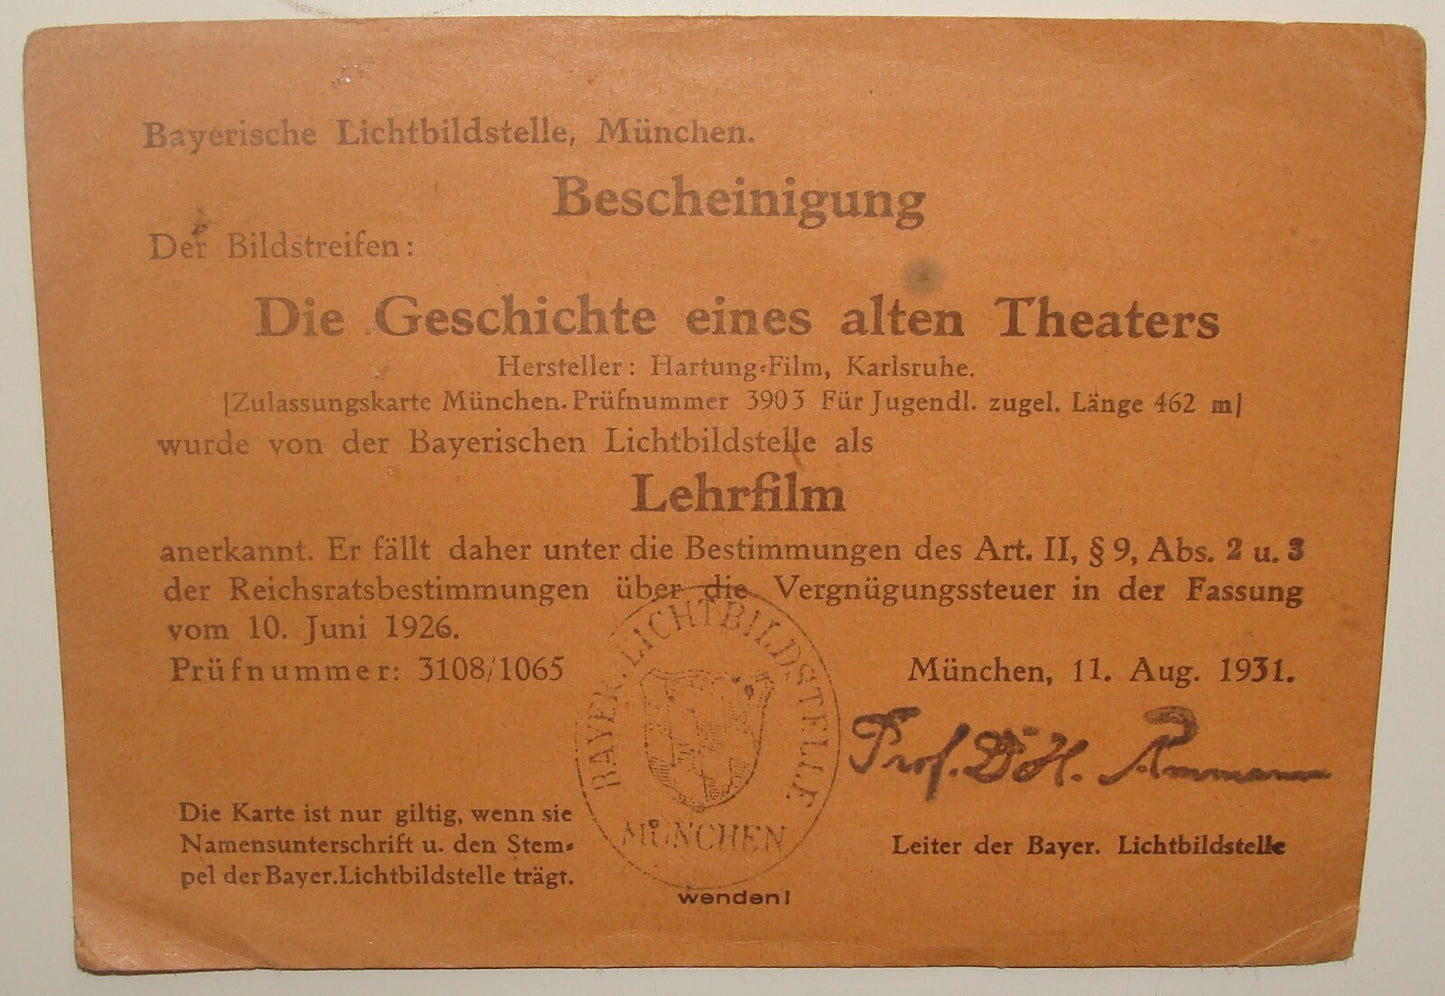 Bayerische Lichtbildstelle, München.
Bescheinigung
Der Bildstreifen:
Die Geschichte eines alten Theaters
Hersteller: Hartung=Film, Karlsruhe.
[Zulassungskarte München. Prüfnummer 3903 Für Jugendl. zugel. Länge 462 m]
wurde von der Bayerischen Lichtbildstelle als
Lehrfilm
anerkannt. Er fällt daher unter die Bestimmungen des Art. II, § 9, Abs. 2 u. 3
der Reichsratsbestimmungen über die Vergnügungssteuer in der Fassung
vom 10. Juni 1926.
Prüfnummer: 3108/1065
München, 11. Aug. 1931.
BAYER. LICHTBILDSTELLE
MÜNCHEN
Prof. Dr H. Ammann
Die Karte ist nur giltig, wenn sie
Namensunterschrift u. den Stem=
pel der Bayer. Lichtbildstelle trägt.
Leiter der Bayer. Lichtbildstelle
wenden!